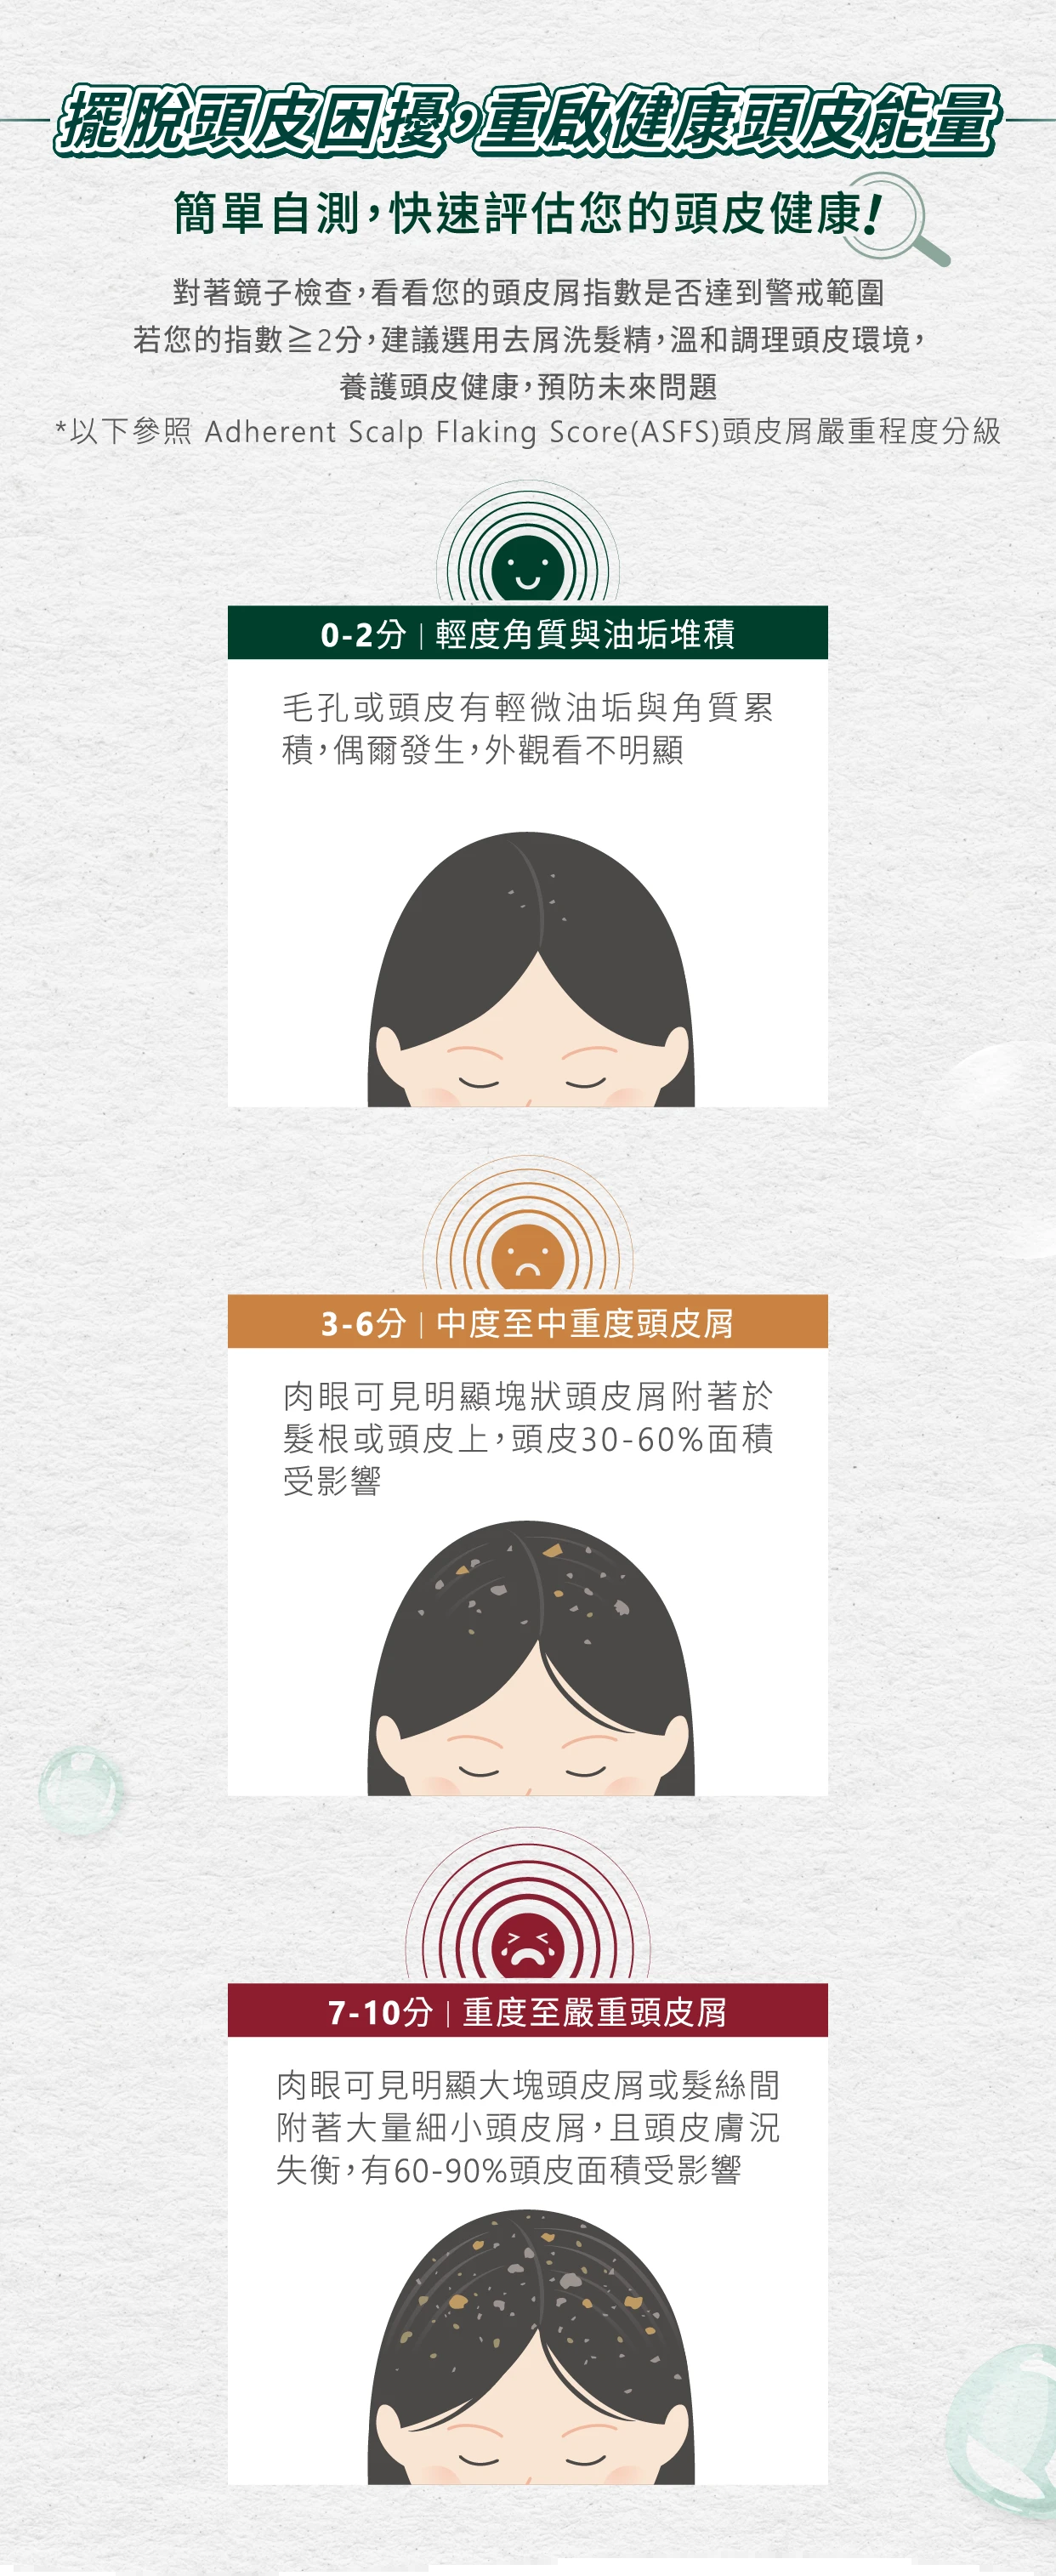 擺脫頭皮困擾，重啟健康頭皮能量
簡單自測，快速評估您的頭皮健康！
對著鏡子檢查，看看您的頭皮屑指數是否達到警戒範圍
若您的指數≧2分，建議選用去屑洗髮精，溫和調理頭皮環境，
養護頭皮健康，預防未來問題
*以下參照 Adherent Scalp Flaking Score(ASFS)頭皮屑嚴重程度分級
0-2分｜輕度角質與油垢堆積
毛孔或頭皮有輕微油垢與角質累
積，偶爾發生，外觀看不明顯
3-6分｜中度至中重度頭皮屑
肉眼可見明顯塊狀頭皮屑附著於
髮根或頭皮上，頭皮30-60%面積
受影響
7-10分｜重度至嚴重頭皮屑
肉眼可見明顯大塊頭皮屑或髮絲間
附著大量細小頭皮屑，且頭皮膚況
失衡，有60-90%頭皮面積受影響